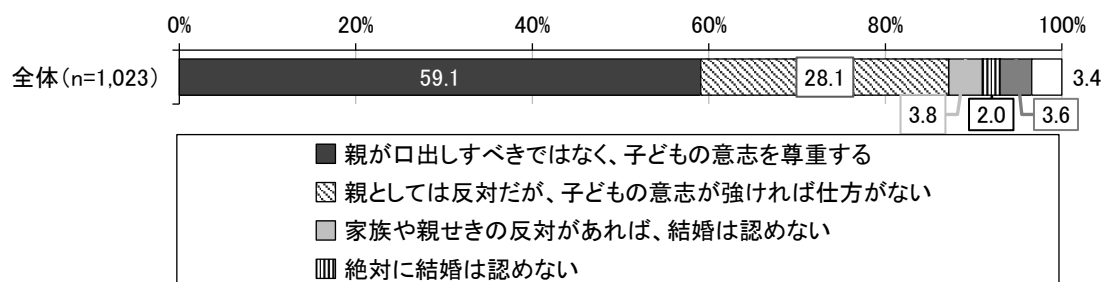 0% 20% 40% 60% 80% 100%
全体(n=1,023) 59.1 28.1 3.4
3.8 2.0 3.6
親が口出しすべきではなく、子どもの意志を尊重する
親としては反対だが、子どもの意志が強ければ仕方がない
家族や親せきの反対があれば、結婚は認めない
絶対に結婚は認めない